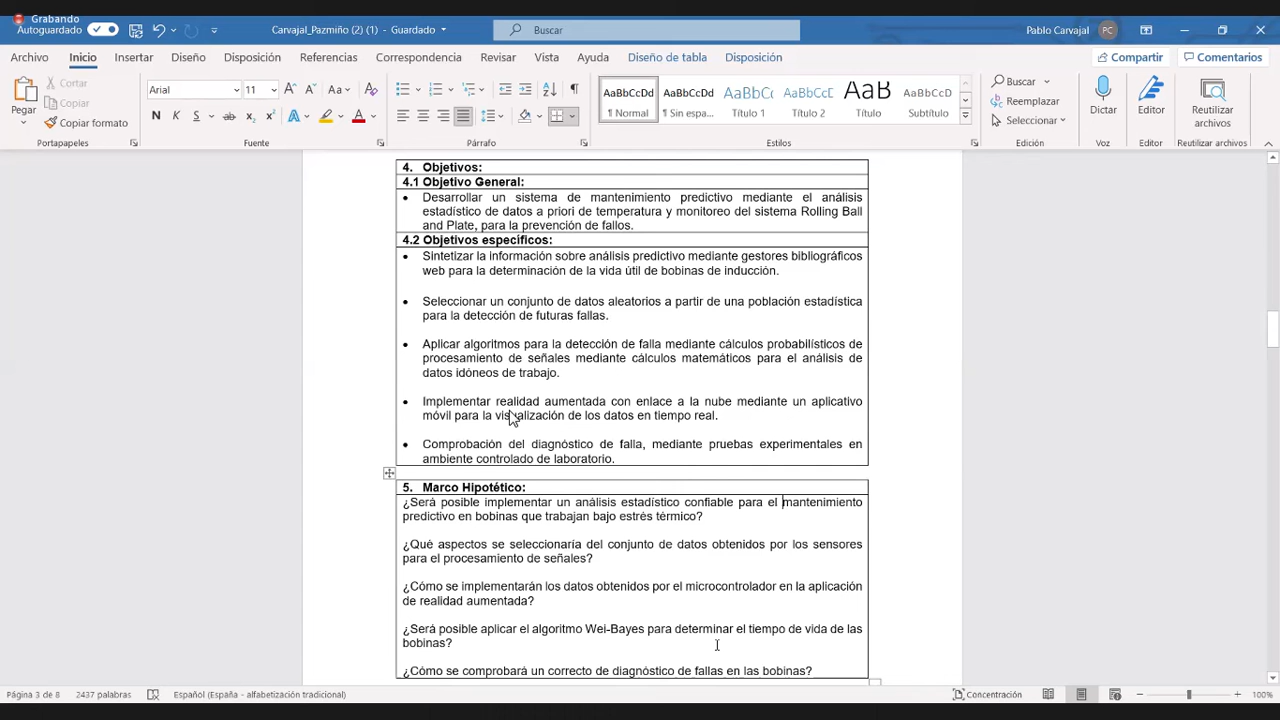 Grabando
Autoguardado
Carvajal_Pazmiño (2) (1) - Guardado
Buscar
Pablo Carvajal
PC
Archivo
Inicio
Insertar
Diseño
Disposición
Referencias
Correspondencia
Revisar
Vista
Ayuda
Diseño de tabla
Disposición
Compartir
Comentarios
Pegar
Cortar
Copiar
Copiar formato
Portapapeles
Arial
11
Fuente
Párrafo
AaBbCcDd
¶ Normal
AaBbCcDd
¶ Sin espa...
AaBbCc
Título 1
AaBbCcD
Título 2
AaB
Título
AaBbCcD
Subtítulo
Estilos
Buscar
Reemplazar
Seleccionar
Edición
Dictar
Voz
Editor
Editor
Reutilizar
archivos
Reutilizar archivos
4. Objetivos:
4.1 Objetivo General:
• Desarrollar un sistema de mantenimiento predictivo mediante el análisis
estadístico de datos a priori de temperatura y monitoreo del sistema Rolling Ball
and Plate, para la prevención de fallos.
4.2 Objetivos específicos:
• Sintetizar la información sobre análisis predictivo mediante gestores bibliográficos
web para la determinación de la vida útil de bobinas de inducción.
• Seleccionar un conjunto de datos aleatorios a partir de una población estadística
para la detección de futuras fallas.
• Aplicar algoritmos para la detección de falla mediante cálculos probabilísticos de
procesamiento de señales mediante cálculos matemáticos para el análisis de
datos idóneos de trabajo.
• Implementar realidad aumentada con enlace a la nube mediante un aplicativo
móvil para la visualización de los datos en tiempo real.
• Comprobación del diagnóstico de falla, mediante pruebas experimentales en
ambiente controlado de laboratorio.
5. Marco Hipotético:
¿Será posible implementar un análisis estadístico confiable para el mantenimiento
predictivo en bobinas que trabajan bajo estrés térmico?
¿Qué aspectos se seleccionaría del conjunto de datos obtenidos por los sensores
para el procesamiento de señales?
¿Cómo se implementarán los datos obtenidos por el microcontrolador en la aplicación
de realidad aumentada?
¿Será posible aplicar el algoritmo Wei-Bayes para determinar el tiempo de vida de las
bobinas?
¿Cómo se comprobará un correcto de diagnóstico de fallas en las bobinas?
Página 3 de 8
2437 palabras
Español (España - alfabetización tradicional)
Concentración
100%